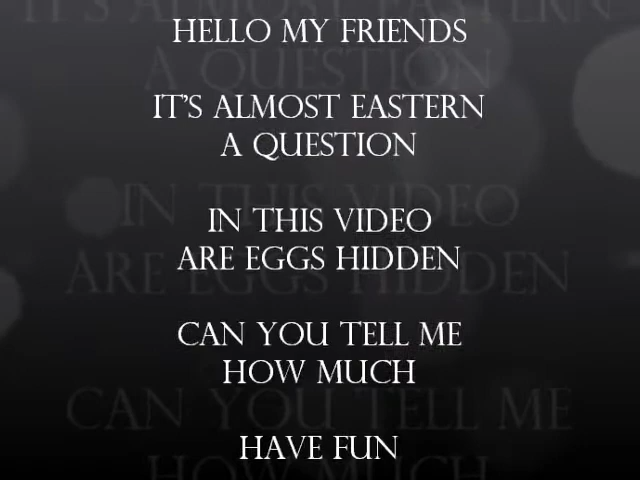 HELLO MY FRIENDS
IT'S ALMOST EASTERN
A QUESTION
IN THIS VIDEO
ARE EGGS HIDDEN
CAN YOU TELL ME
HOW MUCH
HAVE FUN